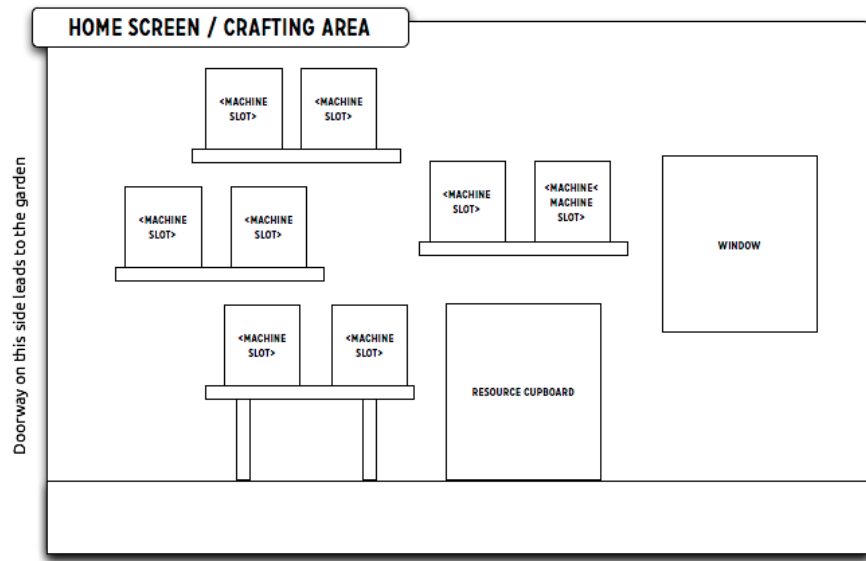 HOME SCREEN / CRAFTING AREA
<MACHINE
SLOT>
<MACHINE
SLOT>
<MACHINE
SLOT>
<MACHINE
SLOT>
<MACHINE
SLOT>
<MACHINE<
MACHINE
SLOT>
WINDOW
<MACHINE
SLOT>
<MACHINE
SLOT>
RESOURCE CUPBOARD
Doorway on this side leads to the garden